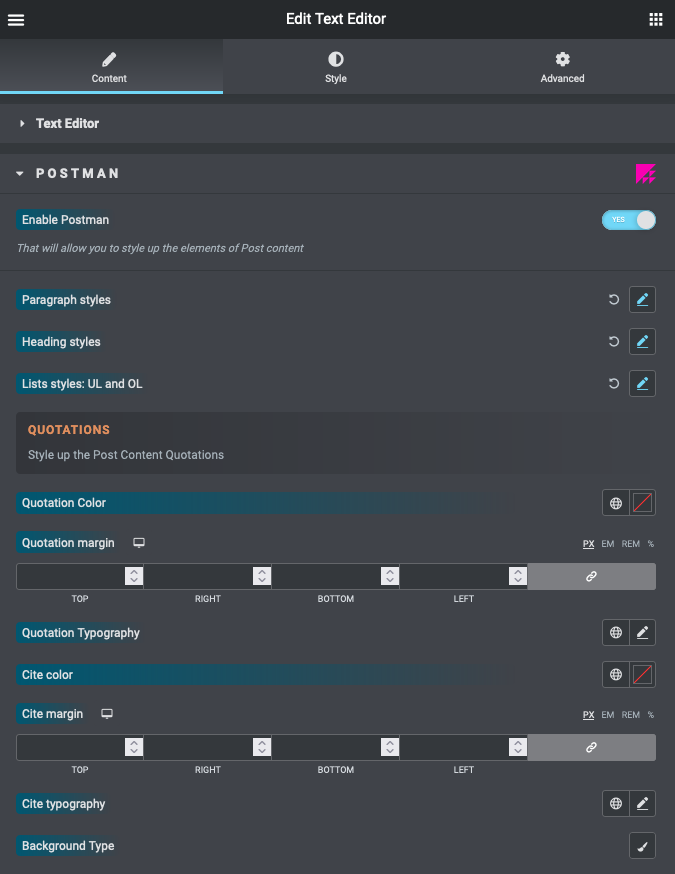 Edit Text Editor
Content
Style
Advanced
Text Editor
POSTMAN
Enable Postman
YES
That will allow you to style up the elements of Post content
Paragraph styles
Heading styles
Lists styles: UL and OL
QUOTATIONS
Style up the Post Content Quotations
Quotation Color
Quotation margin
PX EM REM %
TOP RIGHT BOTTOM LEFT
Quotation Typography
Cite color
Cite margin
PX EM REM %
TOP RIGHT BOTTOM LEFT
Cite typography
Background Type